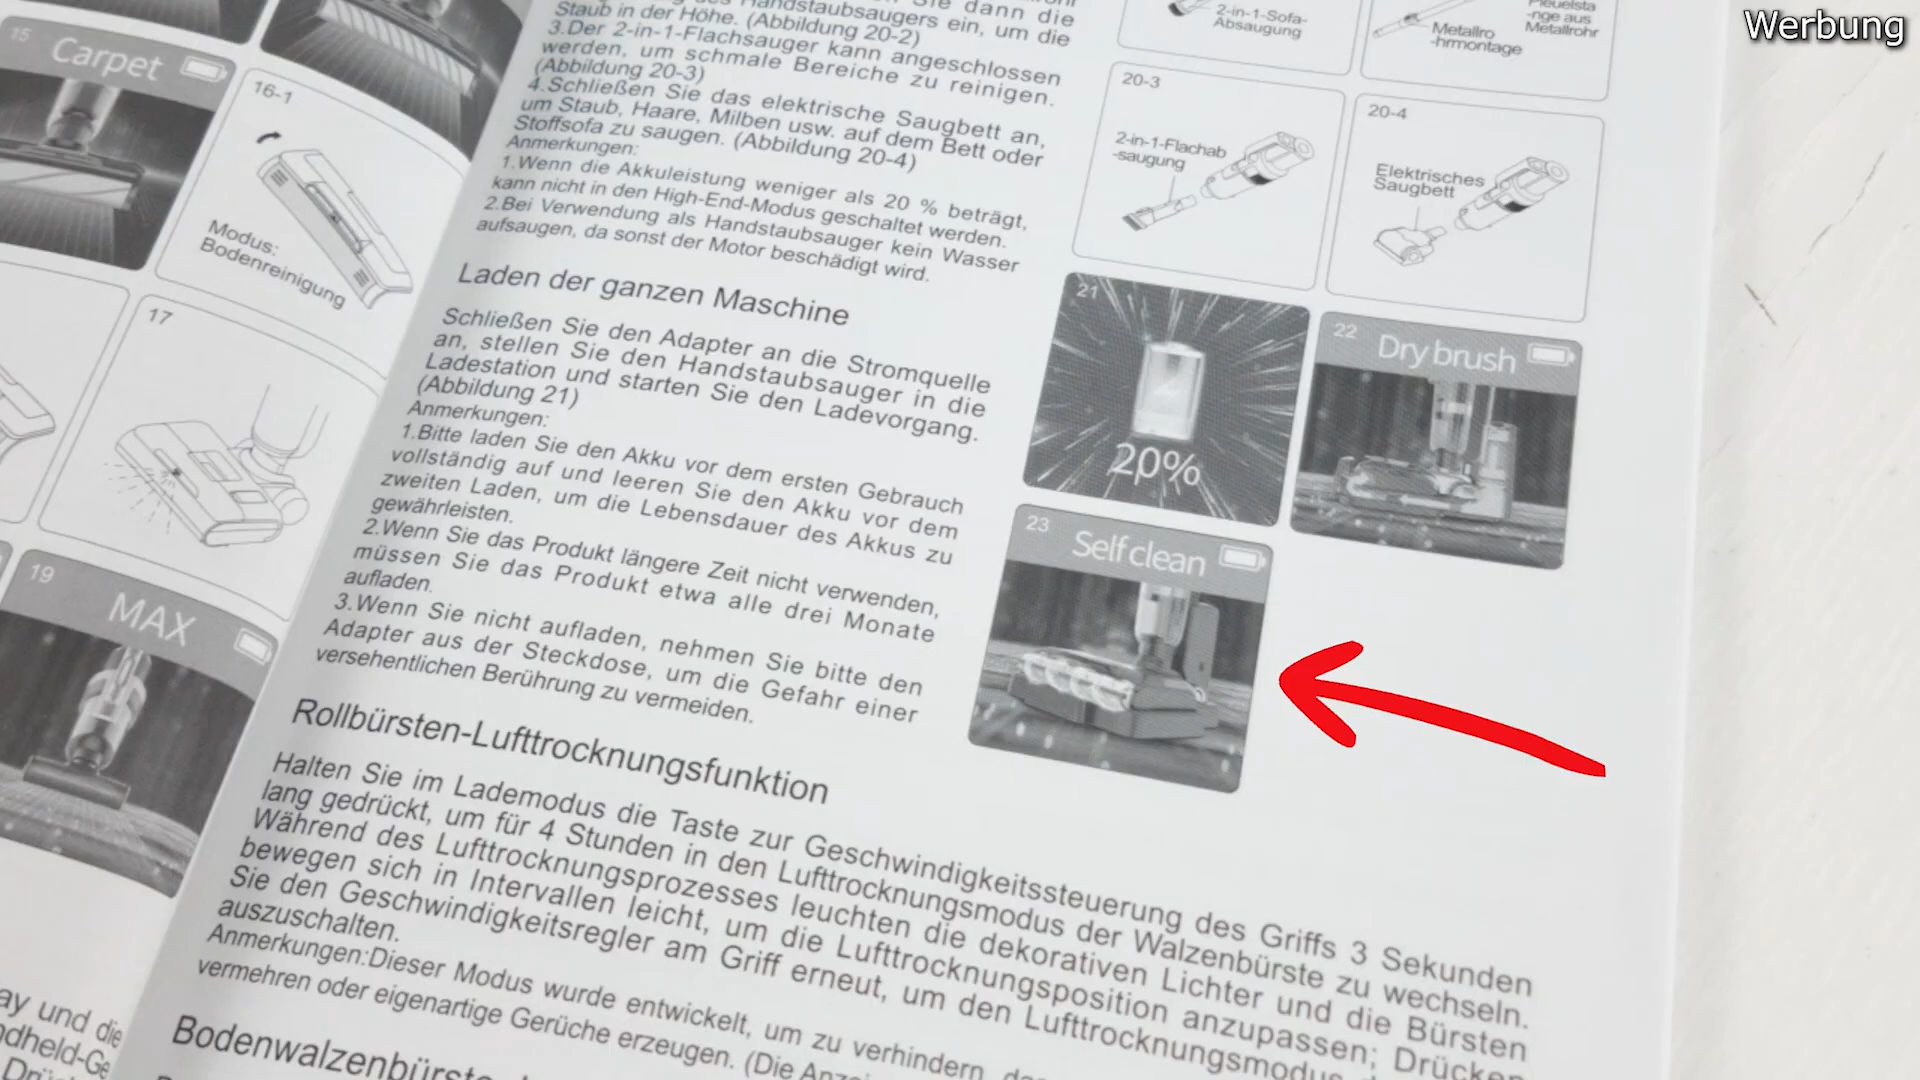 Werbung
15
Carpet
16-1
Modus:
Bodenreinigung
17
19
MAX
ay und die
Staub in der Höhe. (Abbildung 20-2)
3.Der 2-in-1-Flachsauger kann angeschlossen
werden, um schmale Bereiche zu reinigen.
(Abbildung 20-3)
4.Schließen Sie das elektrische Saugbett an,
um Staub, Haare, Milben usw. auf dem Bett oder
Stoffsofa zu saugen. (Abbildung 20-4)
Anmerkungen:
1.Wenn die Akkuleistung weniger als 20 % beträgt,
kann nicht in den High-End-Modus geschaltet werden.
2.Bei Verwendung als Handstaubsauger kein Wasser
aufsaugen, da sonst der Motor beschädigt wird.
Laden der ganzen Maschine
Schließen Sie den Adapter an die Stromquelle
an, stellen Sie den Handstaubsauger in die
Ladestation und starten Sie den Ladevorgang.
(Abbildung 21)
Anmerkungen:
1.Bitte laden Sie den Akku vor dem ersten Gebrauch
vollständig auf und leeren Sie den Akku vor dem
zweiten Laden, um die Lebensdauer des Akkus zu
gewährleisten.
2.Wenn Sie das Produkt längere Zeit nicht verwenden,
müssen Sie das Produkt etwa alle drei Monate
aufladen.
3.Wenn Sie nicht aufladen, nehmen Sie bitte den
Adapter aus der Steckdose, um die Gefahr einer
versehentlichen Berührung zu vermeiden.
2-in-1-Sofa-
Absaugung
Pleuelsta
-nge aus
Metallrohr
Metallro
-hrmontage
20-3
2-in-1-Flachab
-saugung
20-4
Elektrisches
Saugbett
21
20%
22
Dry brush
23
Self clean
Rollbürsten-Lufttrocknungsfunktion
Halten Sie im Lademodus die Taste zur Geschwindigkeitssteuerung des Griffs 3 Sekunden
lang gedrückt, um für 4 Stunden in den Lufttrocknungsmodus der Walzenbürste zu wechseln.
Während des Lufttrocknungsprozesses leuchten die dekorativen Lichter und die Bürsten
bewegen sich in Intervallen leicht, um die Lufttrocknungsposition anzupassen; Drücken
Sie den Geschwindigkeitsregler am Griff erneut, um den Lufttrocknungsmodus
auszuschalten.
Anmerkungen:Dieser Modus wurde entwickelt, um zu verhindern,
vermehren oder eigenartige Gerüche erzeugen. (Die